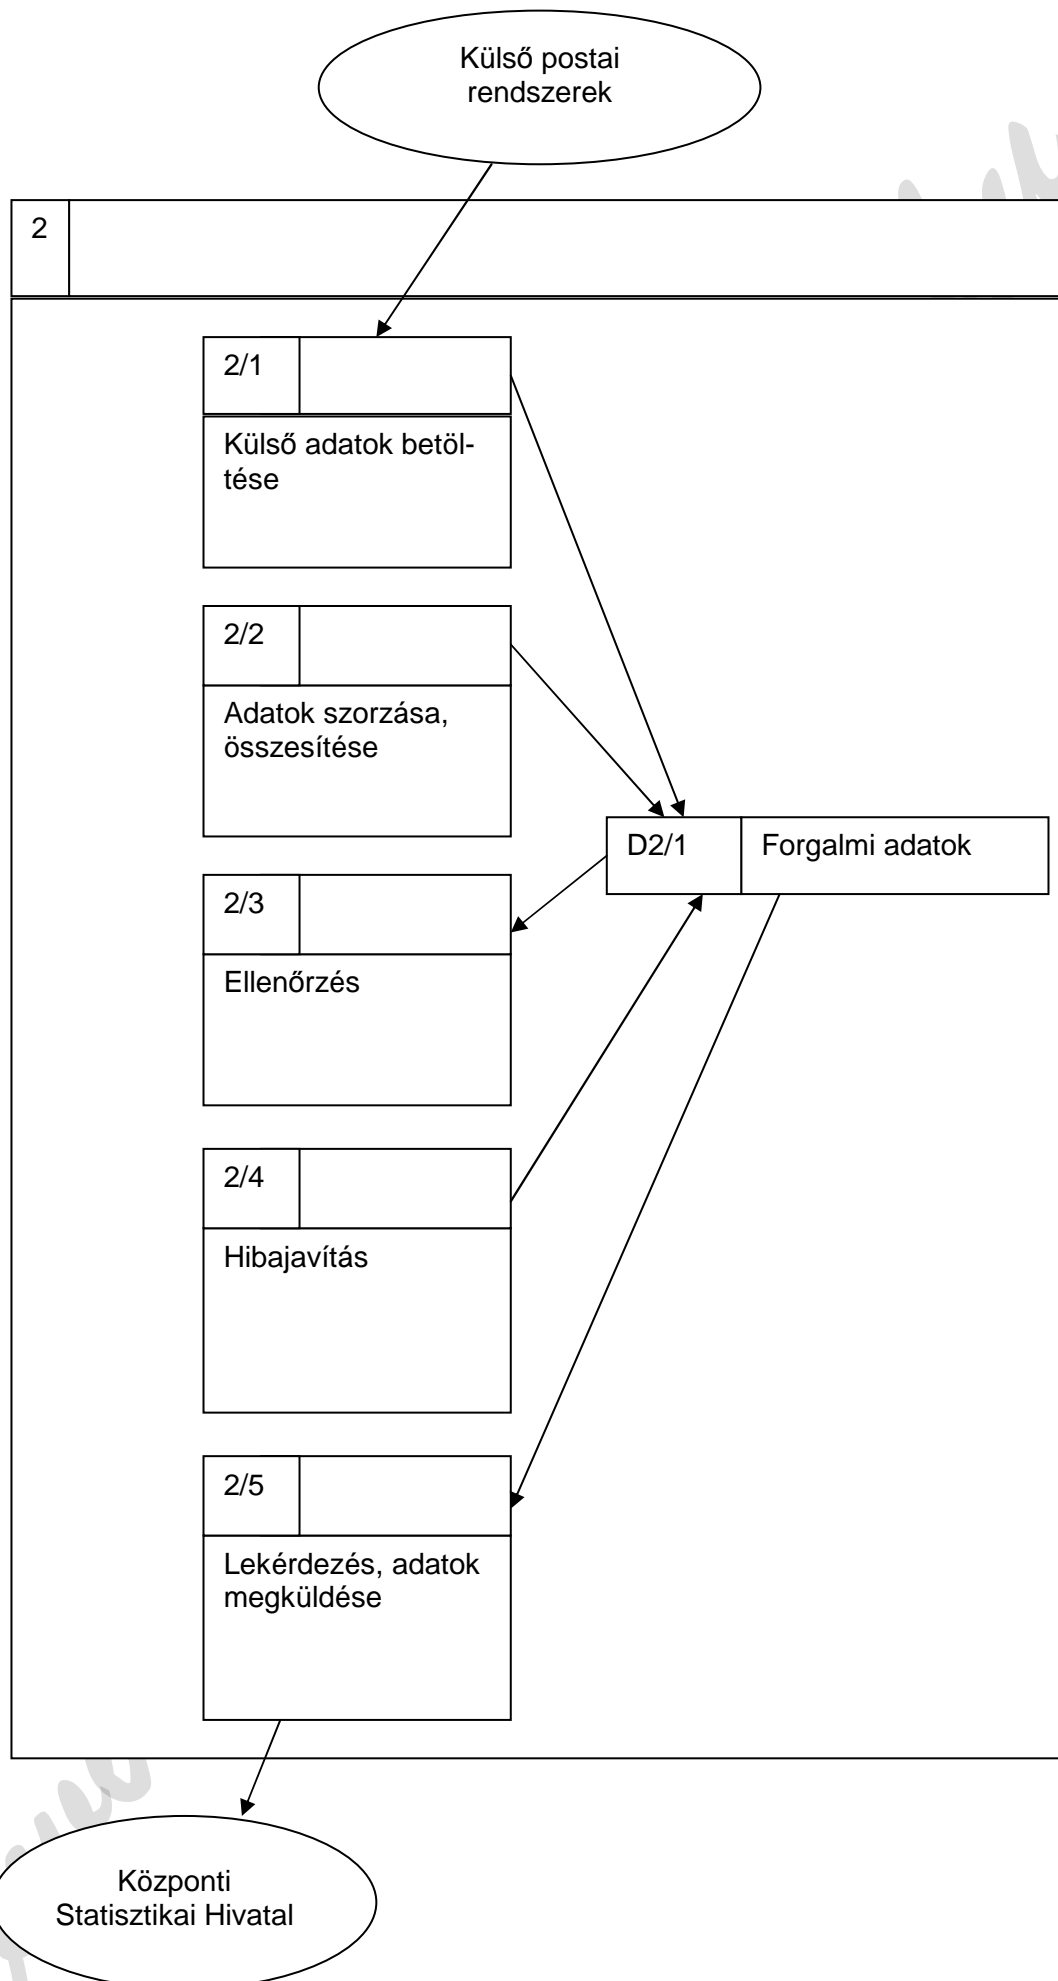 Külső postai
rendszerek
2
2/1
Külső adatok betöl-
tése
2/2
Adatok szorzása,
összesítése
D2/1
Forgalmi adatok
2/3
Ellenőrzés
2/4
Hibajavítás
2/5
Lekérdezés, adatok
megküldése
Központi
Statisztikai Hivatal